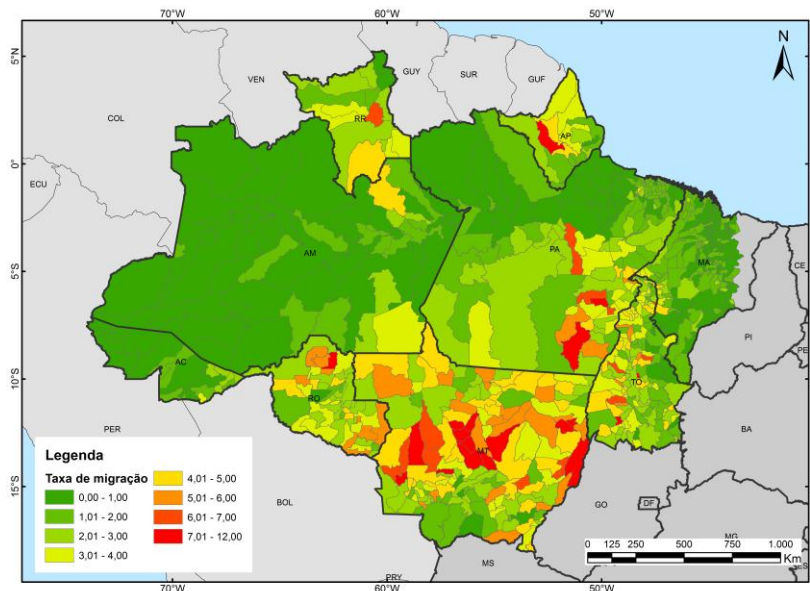 70°W 60°W 50°W
5°N
0°
5°S
10°S
15°S
N
VEN
GUY
SUR
GUF
COL
RR
AP
ECU
AM
PA
MA
CE
PI
AC
PE
TO
RO
PER
BA
MT
BOL
GO
DF
MG
MS
PRY
Legenda
Taxa de migração
0,00 - 1,00
1,01 - 2,00
2,01 - 3,00
3,01 - 4,00
4,01 - 5,00
5,01 - 6,00
6,01 - 7,00
7,01 - 12,00
0 125 250 500 750 1.000
Km
70°W 60°W 50°W